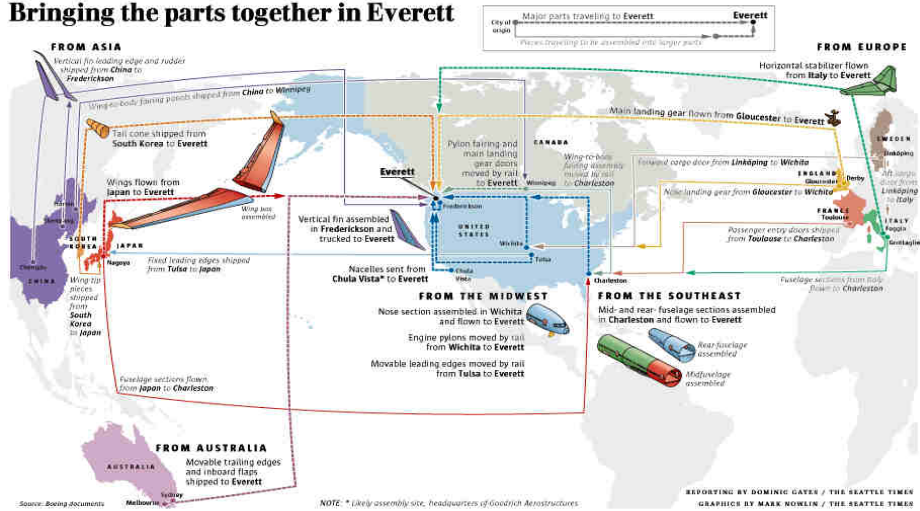 Bringing the parts together in Everett
City of
origin
Major parts traveling to Everett
Everett
Pieces traveling to be assembled into larger parts
FROM ASIA
Vertical fin leading edge and rudder
shipped from China to
Frederickson
Wing-to-body fairing panels shipped from China to Winnipeg
Tail cone shipped from
South Korea to Everett
Wings flown from
Japan to Everett
Wing box
assembled
FROM EUROPE
Horizontal stabilizer flown
from Italy to Everett
Main landing gear flown from Gloucester to Everett
Pylon fairing and
main landing
gear doors
moved by rail
to Everett
CANADA
Winnipeg
Wing-to-body
fairing assembly
moved by rail
to Charleston
Forward cargo door from Linköping to Wichita
Nose landing gear from Gloucester to Wichita
SWEDEN
Linköping
ENGLAND
Gloucester
Derby
Aft cargo
door from
Linköping
to Italy
FRANCE
Toulouse
ITALY
Foggia
Grottaglie
Passenger entry doors shipped
from Toulouse to Charleston
Fuselage sections from Italy
flown to Charleston
Everett
Frederickson
Vertical fin assembled
in Frederickson and
trucked to Everett
UNITED
STATES
Wichita
Tulsa
Chula
Vista
Charleston
Nacelles sent from
Chula Vista* to Everett
Harbin
Shenyang
Chengdu
CHINA
SOUTH
KOREA
JAPAN
Nagoya
Fixed leading edges shipped
from Tulsa to Japan
Wing tip
pieces
shipped
from
South
Korea
to Japan
Fuselage sections flown
from Japan to Charleston
FROM THE MIDWEST
Nose section assembled in Wichita
and flown to Everett
Engine pylons moved by rail
from Wichita to Everett
Movable leading edges moved by rail
from Tulsa to Everett
FROM THE SOUTHEAST
Mid- and rear- fuselage sections assembled
in Charleston and flown to Everett
Rear-fuselage
assembled
Midfuselage
assembled
FROM AUSTRALIA
Movable trailing edges
and inboard flaps
shipped to Everett
AUSTRALIA
Sydney
Melbourne
Source: Boeing documents
NOTE: * Likely assembly site, headquarters of Goodrich Aerostructures
REPORTING BY DOMINIC GATES / THE SEATTLE TIMES
GRAPHICS BY MARK NOWLIN / THE SEATTLE TIMES